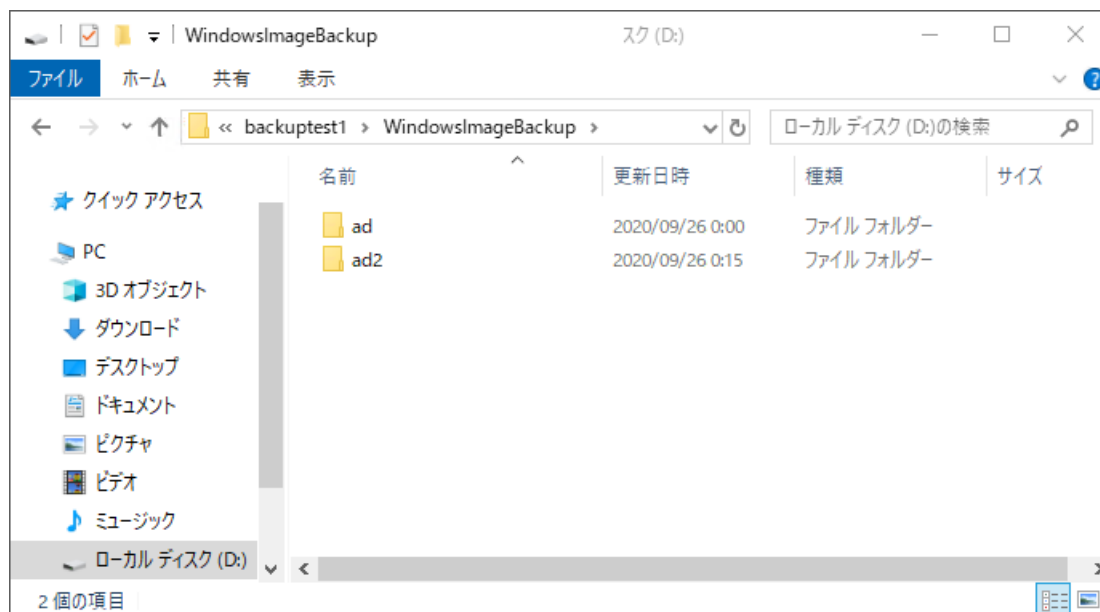 WindowsImageBackup スク (D:)
ファイル ホーム 共有 表示
« backuptest1 › WindowsImageBackup › ローカル ディスク (D:)の検索
名前 更新日時 種類 サイズ
クイック アクセス
ad 2020/09/26 0:00 ファイル フォルダー
PC
ad2 2020/09/26 0:15 ファイル フォルダー
3D オブジェクト
ダウンロード
デスクトップ
ドキュメント
ピクチャ
ビデオ
ミュージック
ローカル ディスク (D:)
2 個の項目